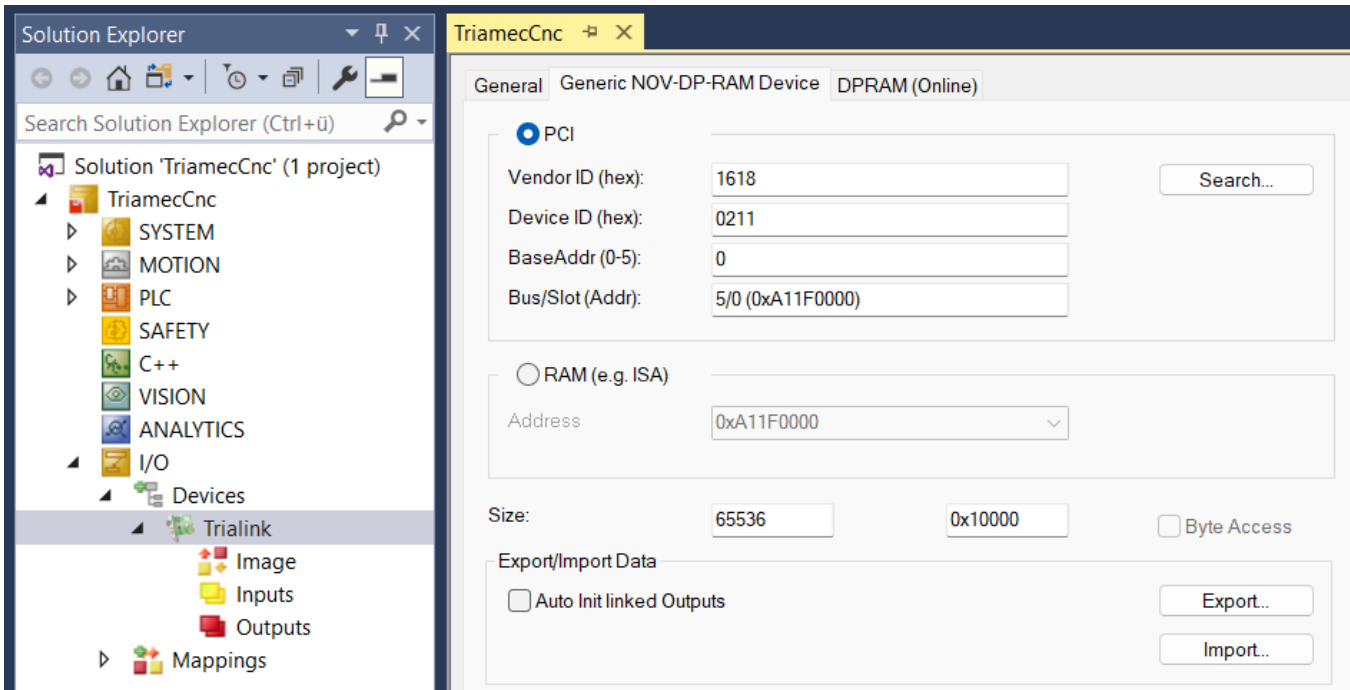 Solution Explorer
Search Solution Explorer (Ctrl+ü)
Solution 'TriamecCnc' (1 project)
TriamecCnc
SYSTEM
MOTION
PLC
SAFETY
C++
VISION
ANALYTICS
I/O
Devices
Trialink
Image
Inputs
Outputs
Mappings
TriamecCnc
General Generic NOV-DP-RAM Device DPRAM (Online)
PCI
Vendor ID (hex): 1618 Search...
Device ID (hex): 0211
BaseAddr (0-5): 0
Bus/Slot (Addr): 5/0 (0xA11F0000)
RAM (e.g. ISA)
Address 0xA11F0000
Size: 65536 0x10000 Byte Access
Export/Import Data
Auto Init linked Outputs Export...
Import...